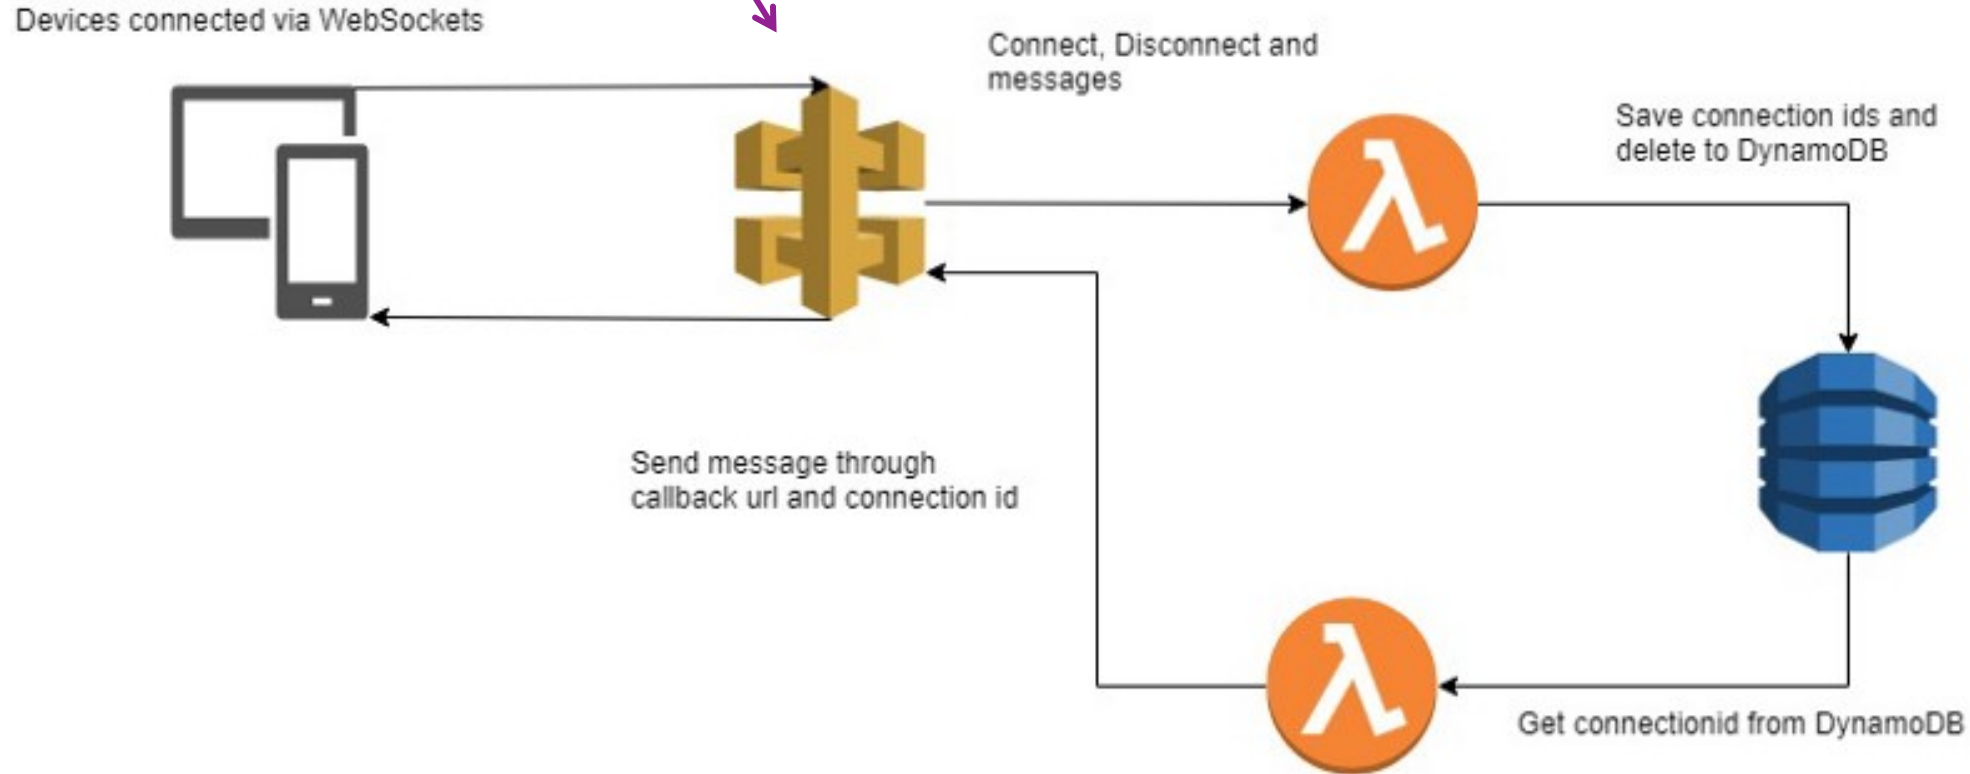 Devices connected via WebSockets
Connect, Disconnect and
messages
Save connection ids and
delete to DynamoDB
Send message through
callback url and connection id
Get connectionid from DynamoDB